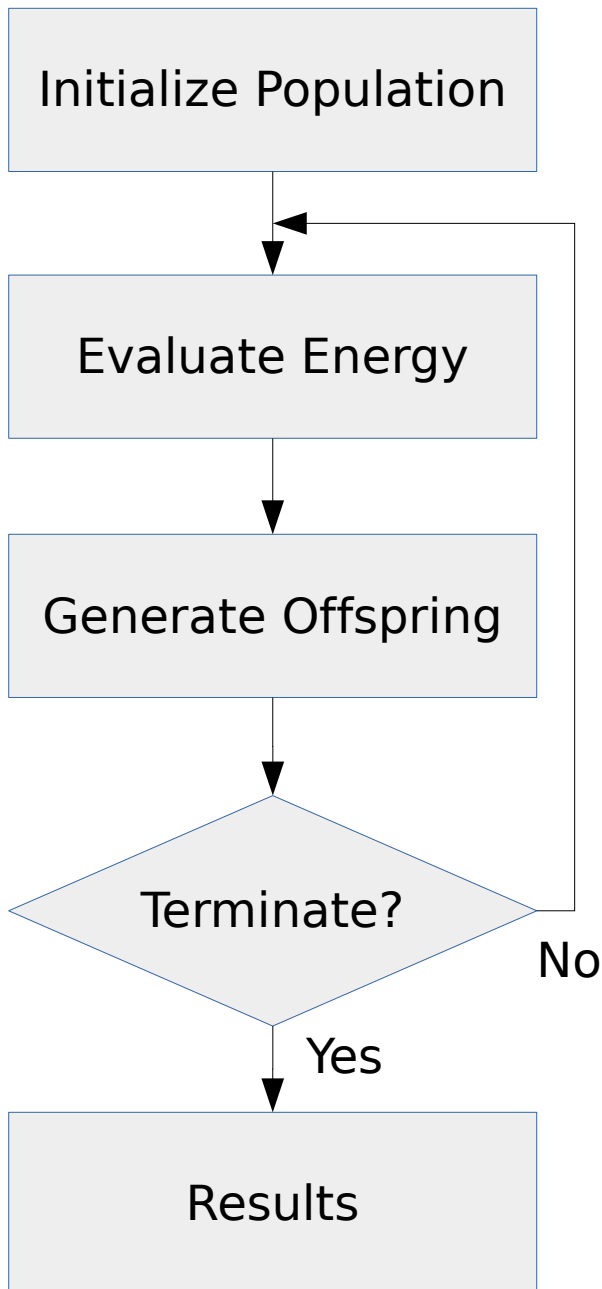 Initialize Population
Evaluate Energy
Generate Offspring
Terminate?
No
Yes
Results